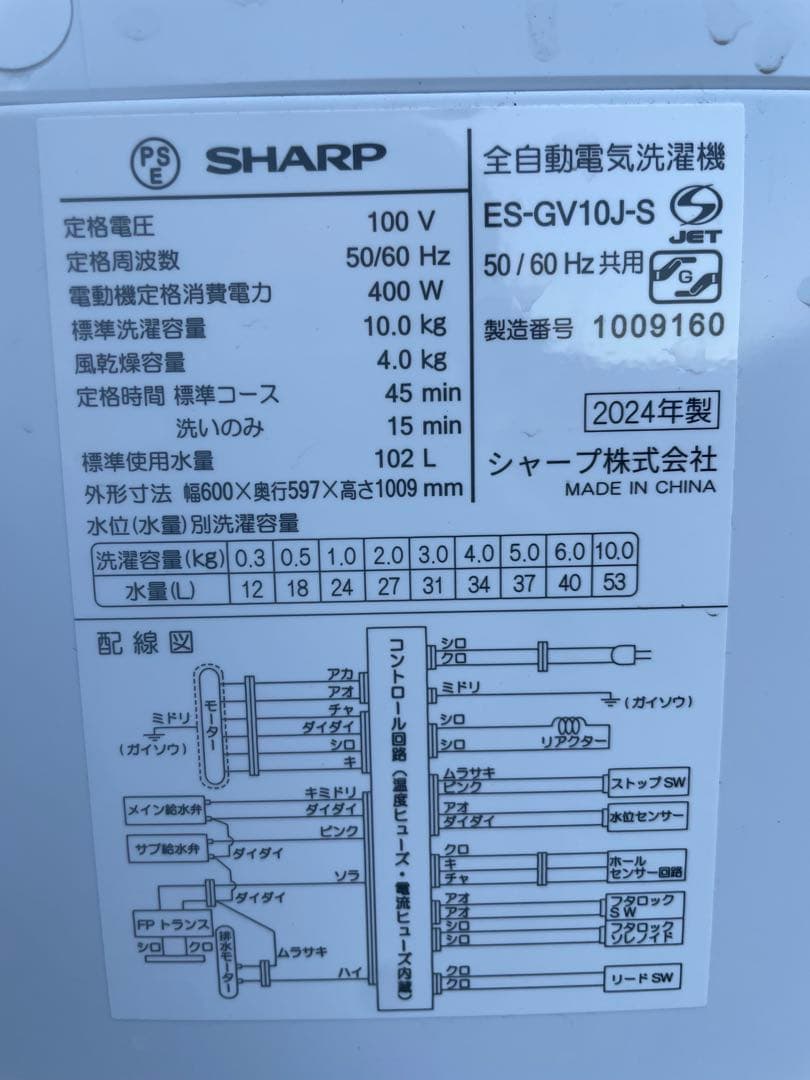 PSE SHARP
定格電圧 100 V
定格周波数 50/60 Hz
電動機定格消費電力 400 W
標準洗濯容量 10.0 kg
風乾燥容量 4.0 kg
定格時間 標準コース 45 min
洗いのみ 15 min
標準使用水量 102 L
外形寸法 幅600×奥行597×高さ1009 mm
全自動電気洗濯機
ES-GV10J-S
JET
50/60 Hz 共用
G
製造番号 1009160
2024年製
シャープ株式会社
MADE IN CHINA
水位(水量)別洗濯容量
洗濯容量(kg) 0.3 0.5 1.0 2.0 3.0 4.0 5.0 6.0 10.0
水量(L) 12 18 24 27 31 34 37 40 53
配線図
ミドリ
(ガイソウ)
モーター
アカ
アオ
チャ
ダイダイ
シロ
キ
メイン給水弁
キミドリ
ダイダイ
サブ給水弁
ピンク
ダイダイ
ソラ
ダイダイ
FPトランス
シロ クロ
排水モーター
ムラサキ
ハイ
コントロール回路(温度ヒューズ・電流ヒューズ内蔵)
シロ
クロ
ミドリ
(ガイソウ)
シロ
シロ
リアクター
ムラサキ
ピンク
ストップSW
アオ
ダイダイ
水位センサー
クロ
キ
チャ
ホール
センサー回路
アオ
アオ
フタロック
SW
シロ
シロ
フタロック
ソレノイド
クロ
クロ
リードSW